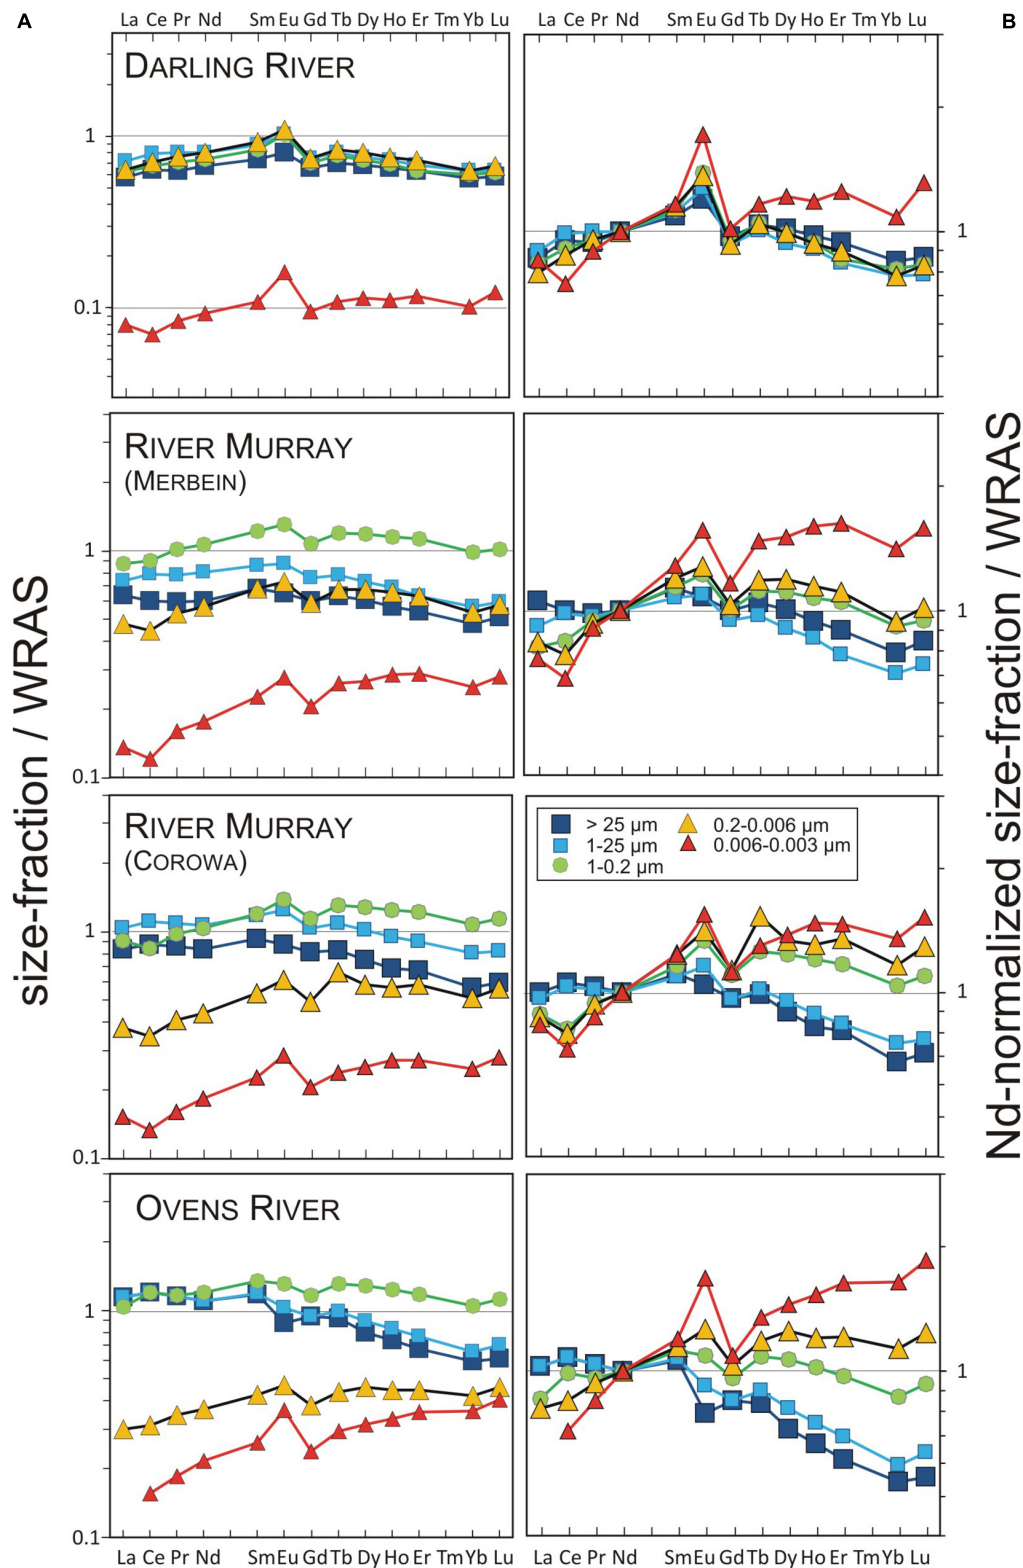 A
La Ce Pr Nd Sm Eu Gd Tb Dy Ho Er Tm Yb Lu
La Ce Pr Nd Sm Eu Gd Tb Dy Ho Er Tm Yb Lu
B
DARLING RIVER
1
0.1
1
RIVER MURRAY
(MERBEIN)
1
0.1
1
size-fraction / WRAS
Nd-normalized size-fraction / WRAS
RIVER MURRAY
(COROWA)
1
0.1
> 25 µm
1-25 µm
1-0.2 µm
0.2-0.006 µm
0.006-0.003 µm
1
OVENS RIVER
1
0.1
1
La Ce Pr Nd Sm Eu Gd Tb Dy Ho Er Tm Yb Lu
La Ce Pr Nd Sm Eu Gd Tb Dy Ho Er Tm Yb Lu